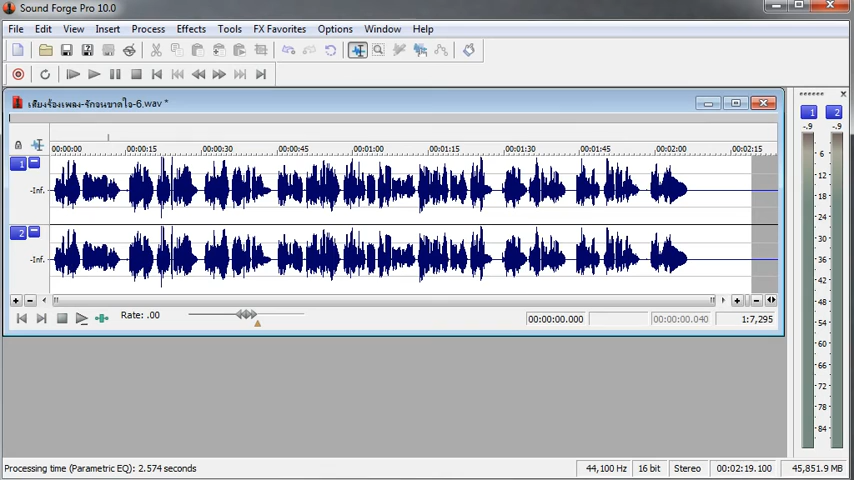 Sound Forge Pro 10.0
File Edit View Insert Process Effects Tools FX Favorites Options Window Help
เสียงร้องเพลง-รักจนขาดใจ-6.wav *
00:00:00 00:00:15 00:00:30 00:00:45 00:01:00 00:01:15 00:01:30 00:01:45 00:02:00 00:02:15
1
-Inf.
2
-Inf.
Rate: .00
00:00:00.000 00:00:00.040 1:7,295
1 2
-.9 -.9
6
12
18
24
30
36
42
48
54
60
66
72
78
84
Processing time (Parametric EQ): 2.574 seconds
44,100 Hz 16 bit Stereo 00:02:19.100 45,851.9 MB